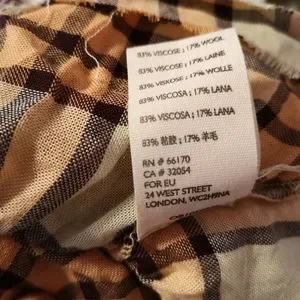 83% VISCOSE ; 17% WOOL
83% VISCOSE ; 17% LAINE
83% VISKOSE ; 17% WOLLE
83% VISCOSA ; 17% LANA
83% VISCOSA ; 17% LANA
83% 粘胶 ; 17% 羊毛
RN # 66170
CA # 32054
FOR EU
24 WEST STREET
LONDON, WC2H9NA